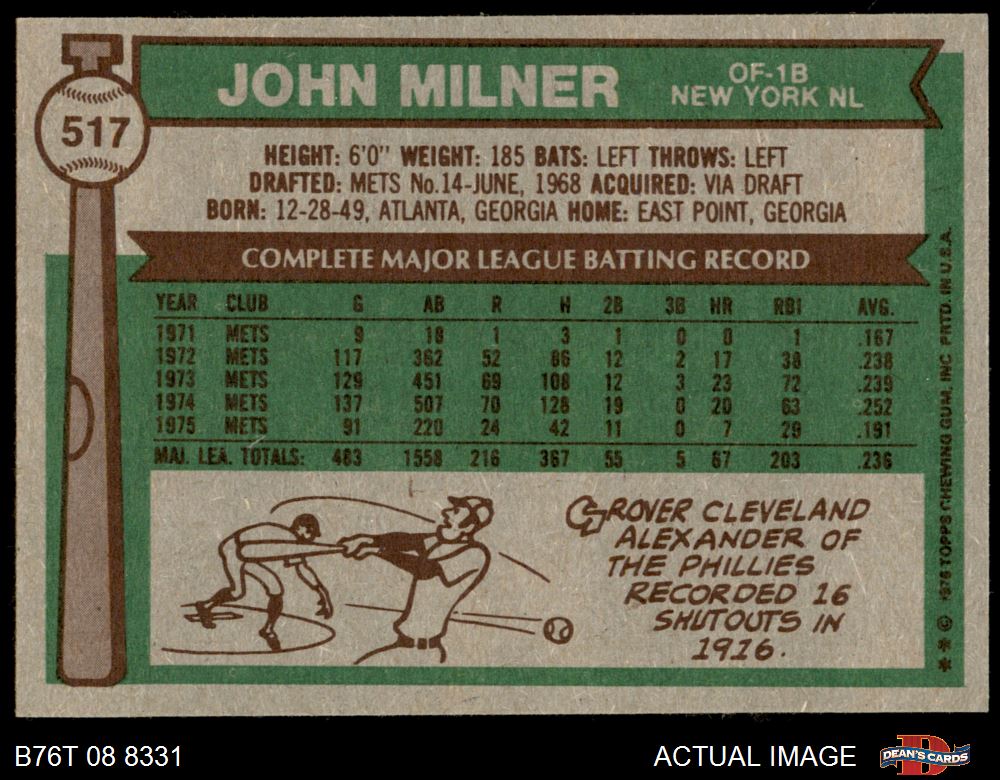 517
JOHN MILNER
OF-1B
NEW YORK NL
HEIGHT: 6'0" WEIGHT: 185 BATS: LEFT THROWS: LEFT
DRAFTED: METS No.14-JUNE, 1968 ACQUIRED: VIA DRAFT
BORN: 12-28-49, ATLANTA, GEORGIA HOME: EAST POINT, GEORGIA
COMPLETE MAJOR LEAGUE BATTING RECORD
YEAR CLUB G AB R H 2B 3B HR RBI AVG.
1971 METS 9 18 1 3 1 0 0 1 .167
1972 METS 117 362 52 86 12 2 17 38 .238
1973 METS 129 451 69 108 12 3 23 72 .239
1974 METS 137 507 70 128 19 0 20 63 .252
1975 METS 91 220 24 42 11 0 7 29 .191
MAJ. LEA. TOTALS: 483 1558 216 367 55 5 67 203 .236
GROVER CLEVELAND
ALEXANDER OF
THE PHILLIES
RECORDED 16
SHUTOUTS IN
1916.
* * © 1976 TOPPS CHEWING GUM, INC. PRTD. IN U.S.A.
B76T 08 8331
ACTUAL IMAGE
D
DEAN'S CARDS